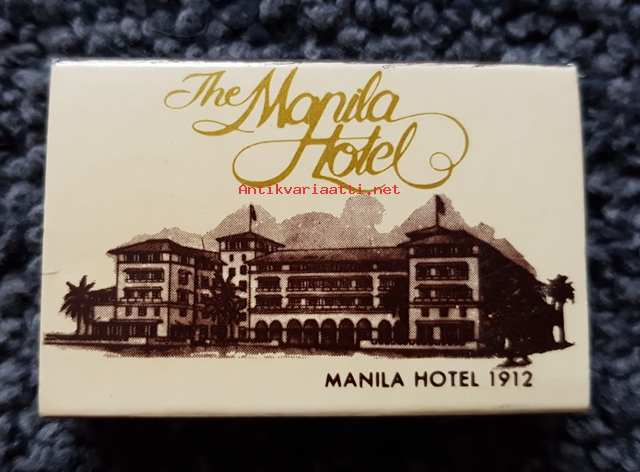 The Manila
Hotel
Antikvariaatti.net
MANILA HOTEL 1912